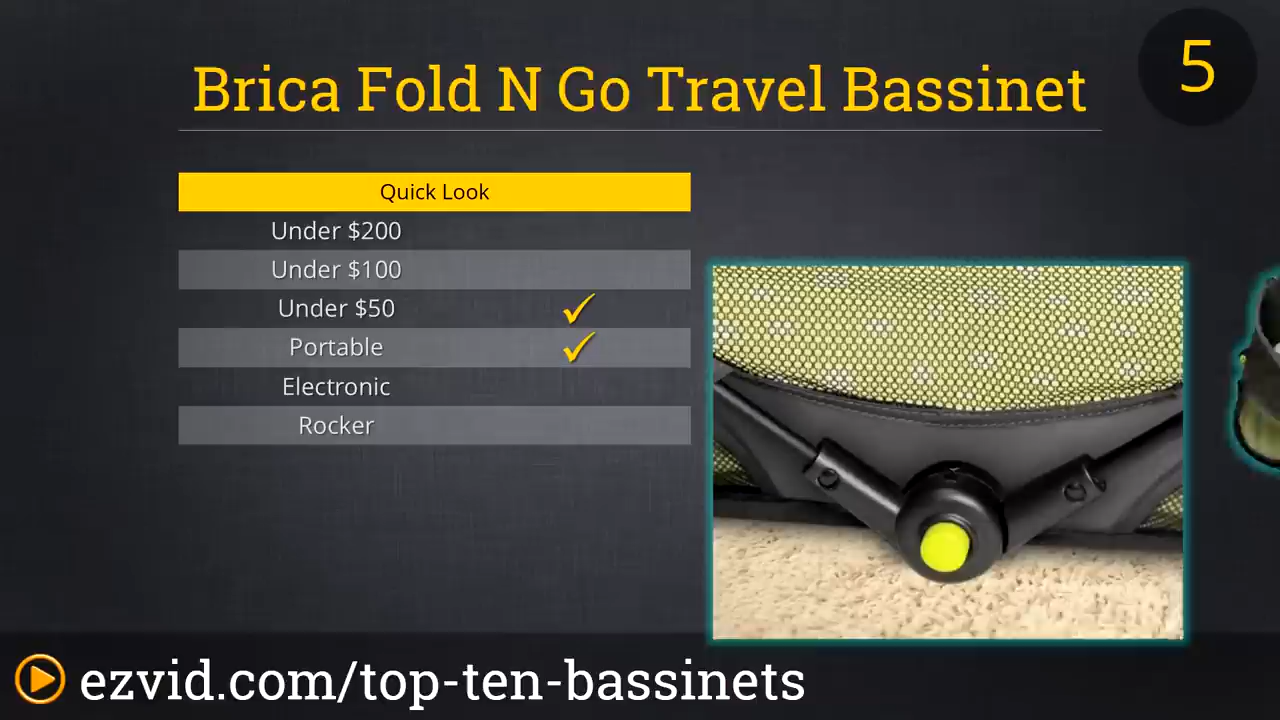 Brica Fold N Go Travel Bassinet
5
Quick Look
Under $200
Under $100
Under $50
Portable
Electronic
Rocker
ezvid.com/top-ten-bassinets